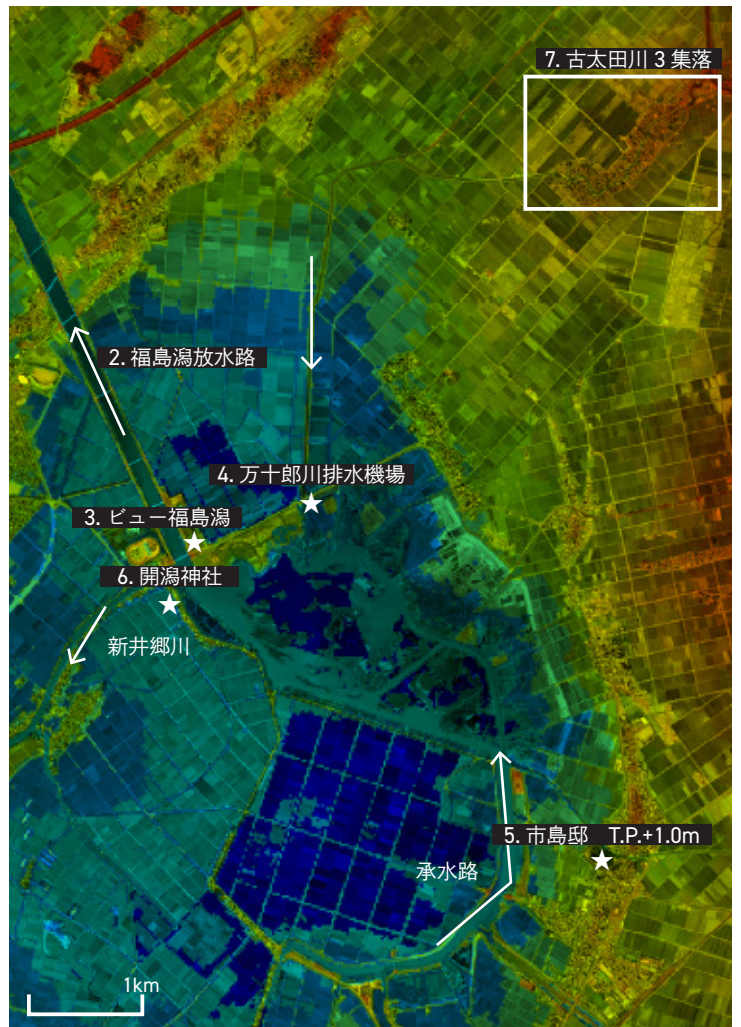 7. 古太田川 3 集落
2. 福島潟放水路
4. 万十郎川排水機場
3. ビュー福島潟
6. 開潟神社
新井郷川
5. 市島邸　T.P.+1.0m
承水路
1km